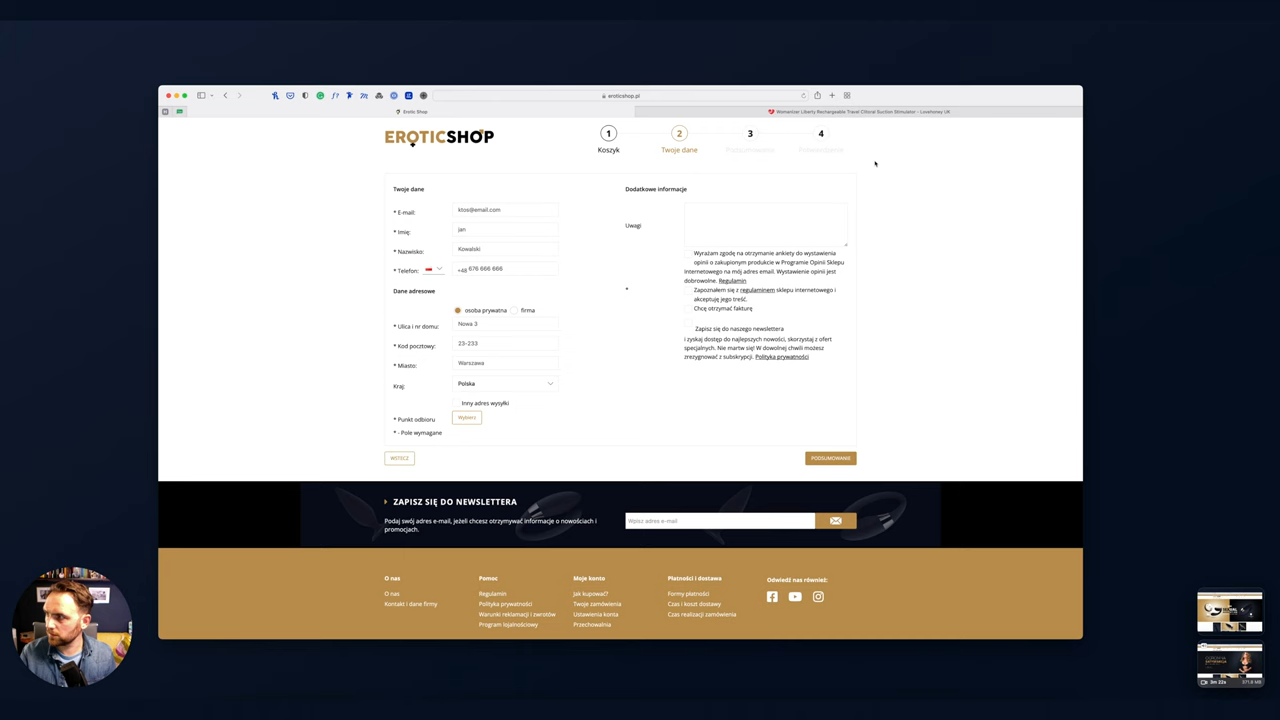 eroticshop.pl
Erotic Shop
Womanizer Liberty Rechargeable Travel Clitoral Suction Stimulator - Lovehoney UK
EROTICSHOP
1
2
3
4
Koszyk
Twoje dane
Podsumowanie
Potwierdzenie
Twoje dane
* E-mail:
ktos@email.com
* Imię:
jan
* Nazwisko:
Kowalski
* Telefon:
+48 676 666 666
Dane adresowe
osoba prywatna
firma
* Ulica i nr domu:
Nowa 3
* Kod pocztowy:
23-233
* Miasto:
Warszawa
Kraj:
Polska
Inny adres wysyłki
* Punkt odbioru
Wybierz
* - Pole wymagane
Dodatkowe informacje
Uwagi
Wyrażam zgodę na otrzymanie ankiety do wystawienia
opinii o zakupionym produkcie w Programie Opinii Sklepu
Internetowego na mój adres email. Wystawienie opinii jest
dobrowolne. Regulamin
*
Zapoznałem się z regulaminem sklepu internetowego i
akceptuję jego treść.
Chcę otrzymać fakturę
Zapisz się do naszego newslettera
i zyskaj dostęp do najlepszych nowości, skorzystaj z ofert
specjalnych. Nie martw się! W dowolnej chwili możesz
zrezygnować z subskrypcji. Polityka prywatności
WSTECZ
PODSUMOWANIE
ZAPISZ SIĘ DO NEWSLETTERA
Podaj swój adres e-mail, jeżeli chcesz otrzymywać informacje o nowościach i
promocjach.
Wpisz adres e-mail
O nas
O nas
Kontakt i dane firmy
Pomoc
Regulamin
Polityka prywatności
Warunki reklamacji i zwrotów
Program lojalnościowy
Moje konto
Jak kupować?
Twoje zamówienia
Ustawienia konta
Przechowalnia
Płatności i dostawa
Formy płatności
Czas i koszt dostawy
Czas realizacji zamówienia
Odwiedź nas również:
3m 22s
571.8 MB